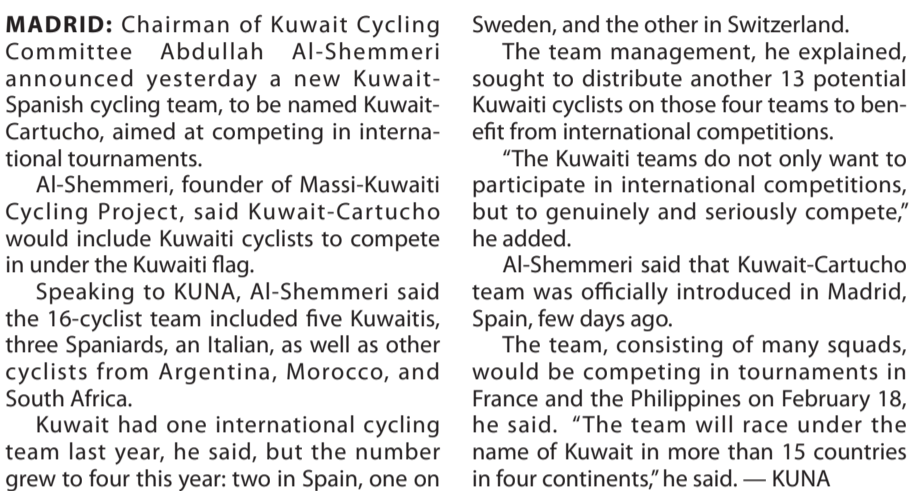 MADRID: Chairman of Kuwait Cycling
Committee Abdullah Al-Shemmeri
announced yesterday a new Kuwait-
Spanish cycling team, to be named Kuwait-
Cartucho, aimed at competing in interna-
tional tournaments.
Al-Shemmeri, founder of Massi-Kuwaiti
Cycling Project, said Kuwait-Cartucho
would include Kuwaiti cyclists to compete
in under the Kuwaiti flag.
Speaking to KUNA, Al-Shemmeri said
the 16-cyclist team included five Kuwaitis,
three Spaniards, an Italian, as well as other
cyclists from Argentina, Morocco, and
South Africa.
Kuwait had one international cycling
team last year, he said, but the number
grew to four this year: two in Spain, one on
Sweden, and the other in Switzerland.
The team management, he explained,
sought to distribute another 13 potential
Kuwaiti cyclists on those four teams to ben-
efit from international competitions.
“The Kuwaiti teams do not only want to
participate in international competitions,
but to genuinely and seriously compete,”
he added.
Al-Shemmeri said that Kuwait-Cartucho
team was officially introduced in Madrid,
Spain, few days ago.
The team, consisting of many squads,
would be competing in tournaments in
France and the Philippines on February 18,
he said. “The team will race under the
name of Kuwait in more than 15 countries
in four continents,” he said. — KUNA